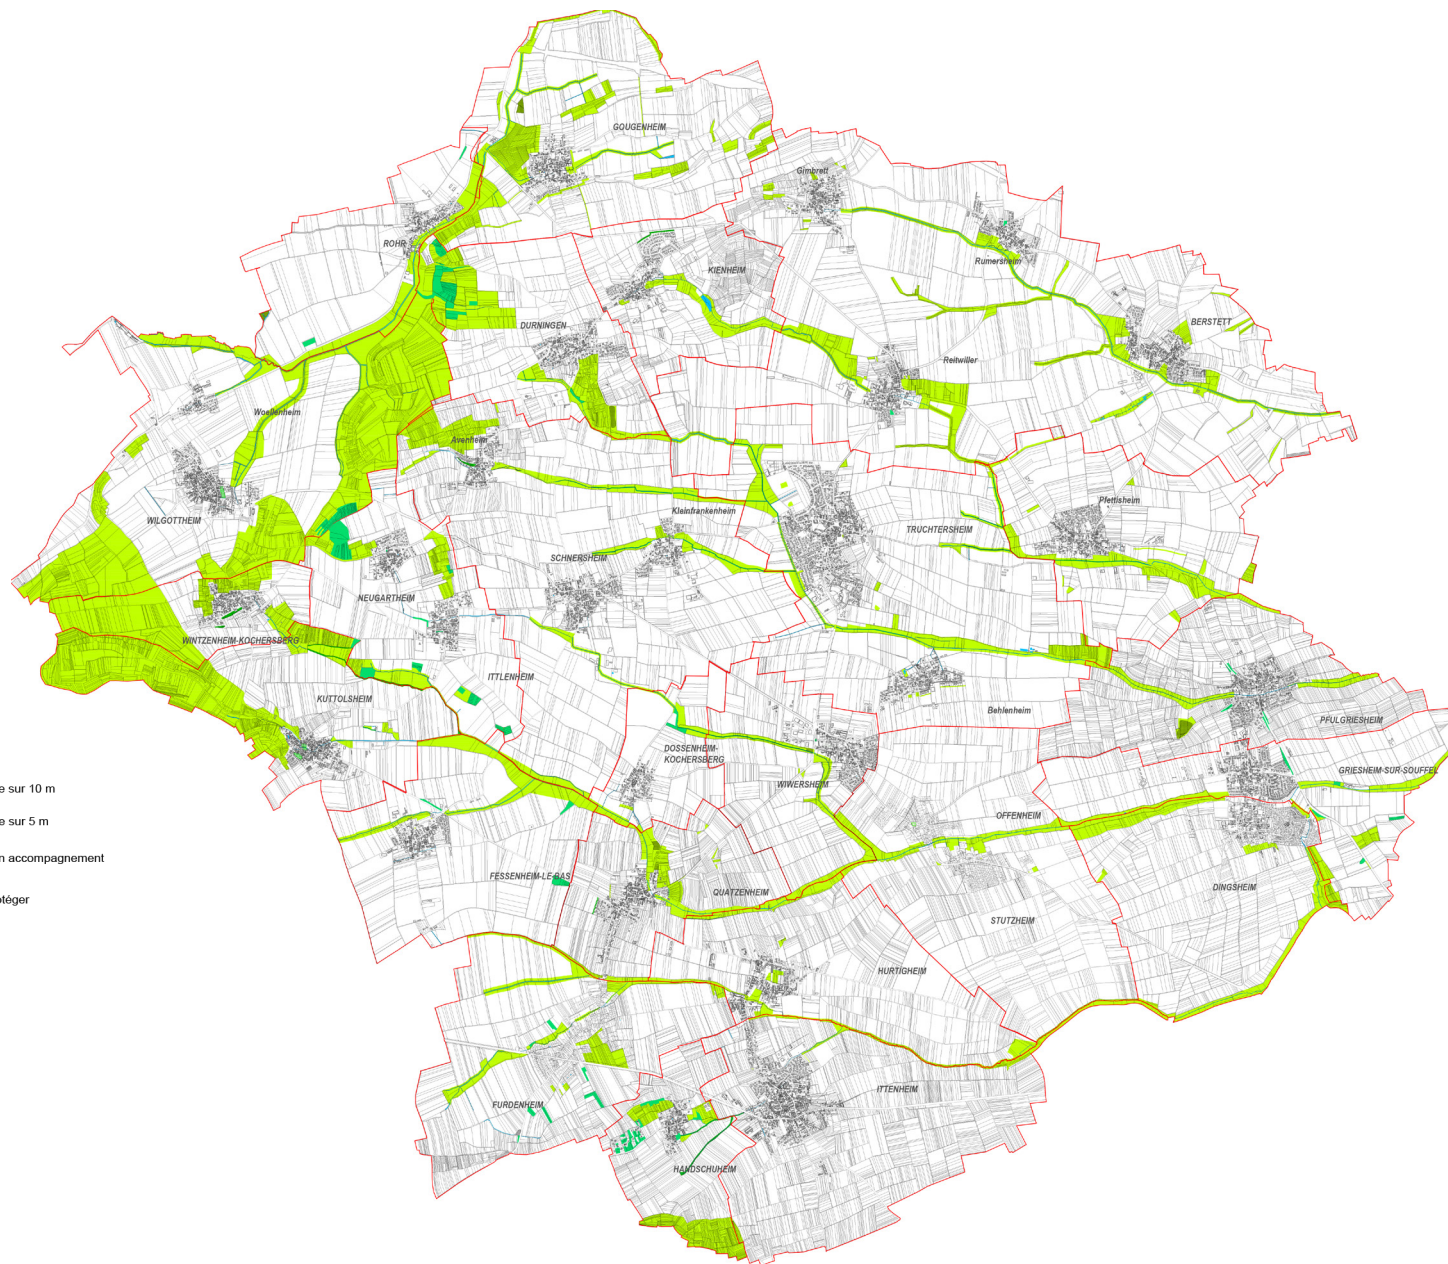 GOUGENHEIM
Gimbrett
ROHR
Rumersheim
KIENHEIM
DURNINGEN
BERSTETT
Reitwiller
Woellenheim
Avenheim
WILGOTTHEIM
Kleinfrankenheim
Pfettisheim
TRUCHTERSHEIM
SCHNERSHEIM
NEUGARTHEIM
WINTZENHEIM-KOCHERSBERG
ITTLENHEIM
KUTTOLSHEIM
Behlenheim
PFULGRIESHEIM
DOSSENHEIM-
KOCHERSBERG
GRIESHEIM-SUR-SOUFFEL
WIWERSHEIM
e sur 10 m
OFFENHEIM
e sur 5 m
n accompagnement
FESSENHEIM-LE-BAS
QUATZENHEIM
DINGSHEIM
otéger
STUTZHEIM
HURTIGHEIM
ITTENHEIM
FURDENHEIM
HANDSCHUHEIM